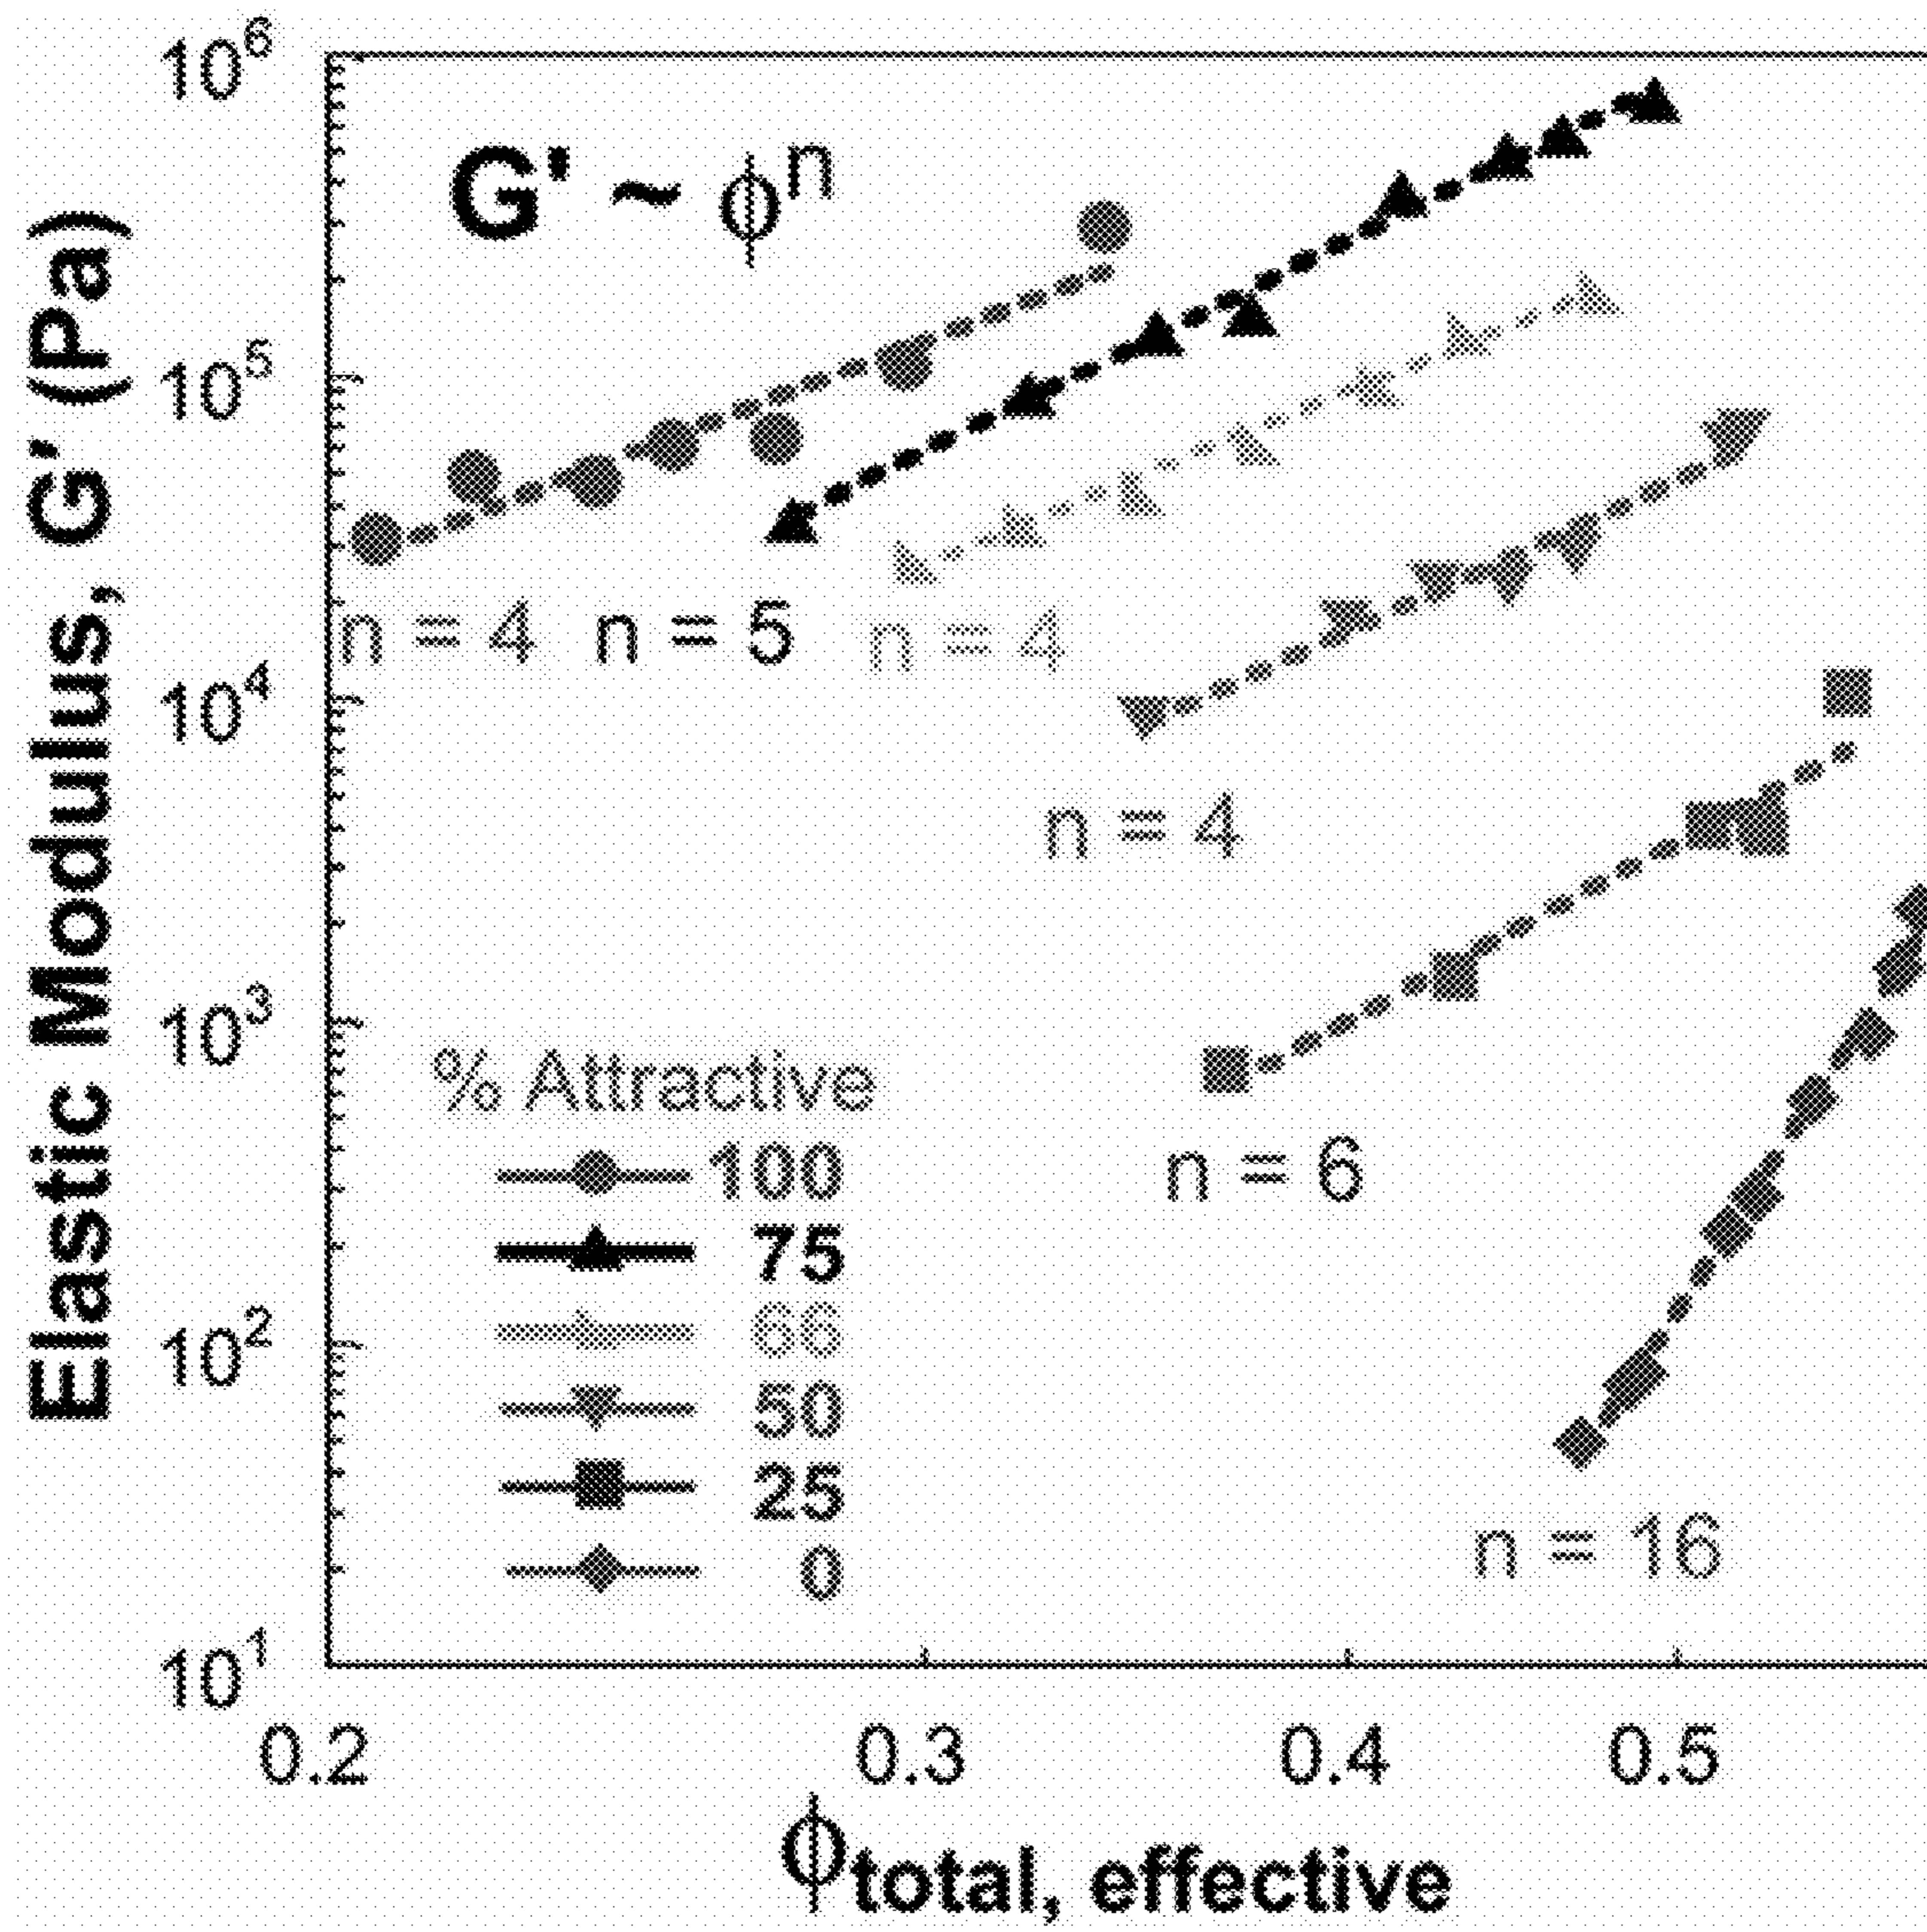 Elastic Modulus, G' (Pa)
10⁶
10⁵
10⁴
10³
10²
10¹
G' ~ ϕⁿ
n = 4
n = 5
n = 4
n = 4
n = 6
n = 16
% Attractive
100
75
66
50
25
0
0.2
0.3
0.4
0.5
ϕtotal, effective